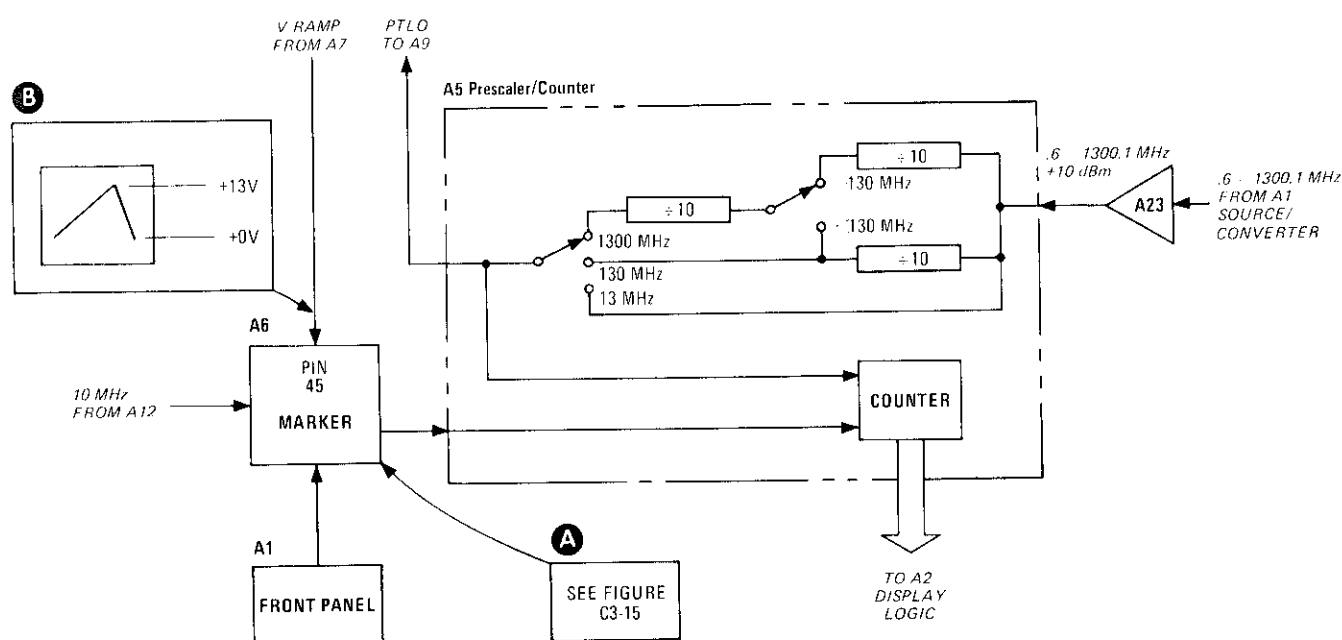 V RAMP
FROM A7
PTLO
TO A9
B
+13V
+0V
A5 Prescaler/Counter
÷10
130 MHz
÷10
1300 MHz
130 MHz
÷10
130 MHz
13 MHz
.6 1300.1 MHz
+10 dBm
A23
.6 - 1300.1 MHz
FROM A1
SOURCE/
CONVERTER
A6
PIN
45
MARKER
10 MHz
FROM A12
COUNTER
A1
FRONT PANEL
A
SEE FIGURE
C3-15
TO A2
DISPLAY
LOGIC